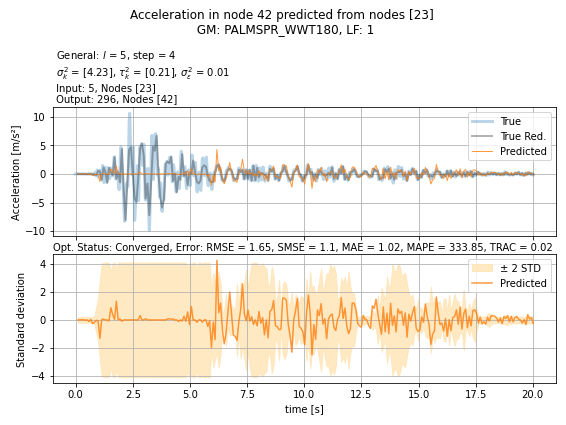 Acceleration in node 42 predicted from nodes [23]
GM: PALMSPR_WWT180, LF: 1
General: l = 5, step = 4
σ_k^2 = [4.23], τ_k^2 = [0.21], σ_ε^2 = 0.01
Input: 5, Nodes [23]
Output: 296, Nodes [42]
Acceleration [m/s²]
10
5
0
−5
−10
True
True Red.
Predicted
Opt. Status: Converged, Error: RMSE = 1.65, SMSE = 1.1, MAE = 1.02, MAPE = 333.85, TRAC = 0.02
Standard deviation
4
2
0
−2
−4
± 2 STD
Predicted
0.0 2.5 5.0 7.5 10.0 12.5 15.0 17.5 20.0
time [s]